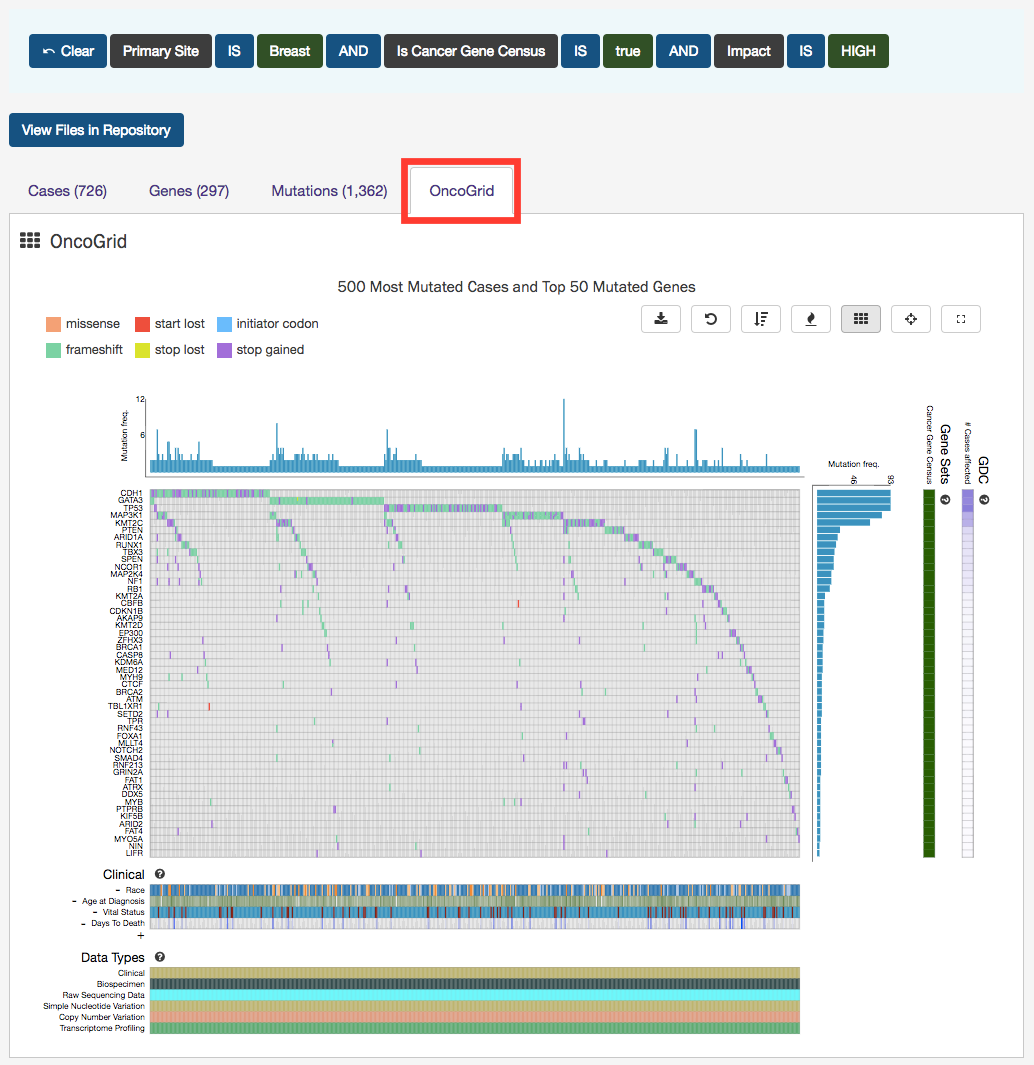 Clear Primary Site IS Breast AND Is Cancer Gene Census IS true AND Impact IS HIGH
View Files in Repository
Cases (726) Genes (297) Mutations (1,362) OncoGrid
OncoGrid
500 Most Mutated Cases and Top 50 Mutated Genes
missense start lost initiator codon
frameshift stop lost stop gained
12
6
Mutation freq.
Mutation freq.
46
93
Cancer Gene Census
Gene Sets
# Cases affected
GDC
CDH1
GATA3
TP53
MAP3K1
KMT2C
PTEN
ARID1A
RUNX1
TBX3
SPEN
NCOR1
MAP2K4
NF1
RB1
KMT2A
CBFB
CDKN1B
AKAP9
KMT2D
EP300
ZFHX3
BRCA1
CASP8
KDM6A
MED12
MYH9
CTCF
BRCA2
ATM
TBL1XR1
SETD2
TPR
RNF43
FOXA1
MLLT4
NOTCH2
SMAD4
RNF213
GRIN2A
FAT1
ATRX
DDX5
MYB
PTPRB
KIF5B
ARID2
FAT4
MYO5A
NIN
LIFR
Clinical ?
− Race
− Age at Diagnosis
− Vital Status
− Days To Death
+
Data Types ?
Clinical
Biospecimen
Raw Sequencing Data
Simple Nucleotide Variation
Copy Number Variation
Transcriptome Profiling